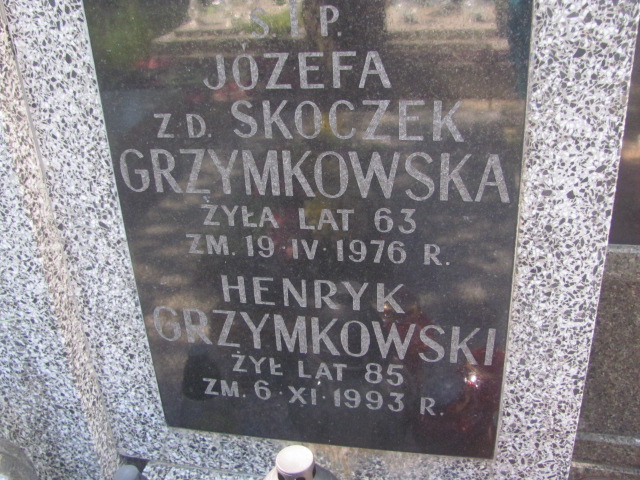 Ś.†P.
JÓZEFA
Z D. SKOCZEK
GRZYMKOWSKA
ŻYŁA LAT 63
ZM. 19·IV·1976 R.
HENRYK
GRZYMKOWSKI
ŻYŁ LAT 85
ZM. 6·XI·1993 R.